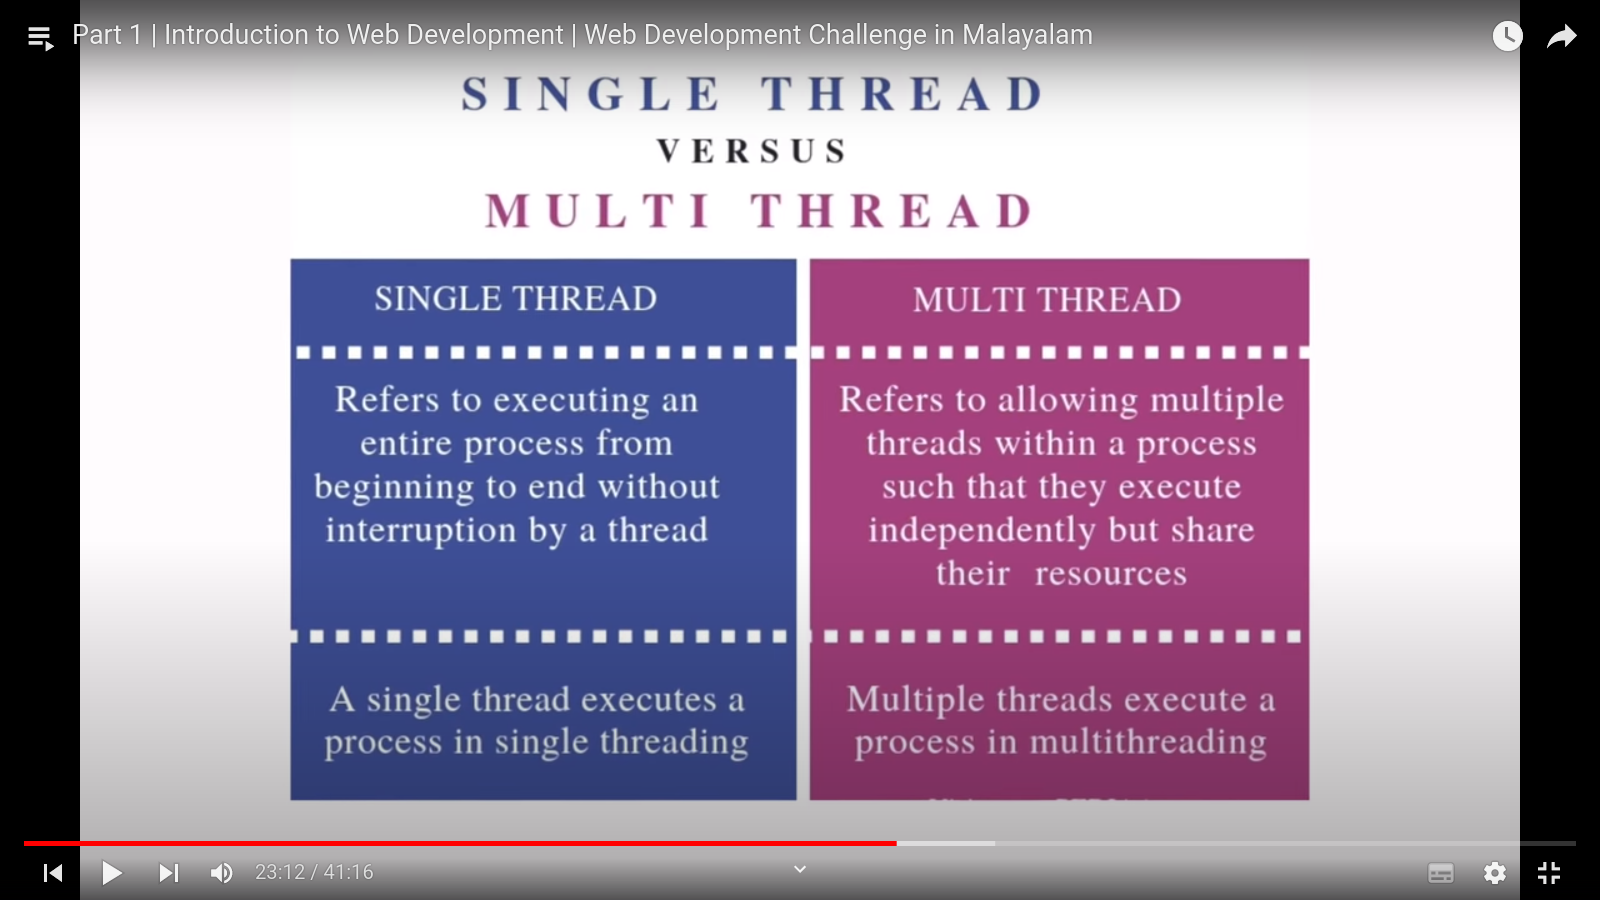 Part 1 | Introduction to Web Development | Web Development Challenge in Malayalam
SINGLE THREAD
VERSUS
MULTI THREAD
SINGLE THREAD
Refers to executing an
entire process from
beginning to end without
interruption by a thread
A single thread executes a
process in single threading
MULTI THREAD
Refers to allowing multiple
threads within a process
such that they execute
independently but share
their resources
Multiple threads execute a
process in multithreading
23:12 / 41:16